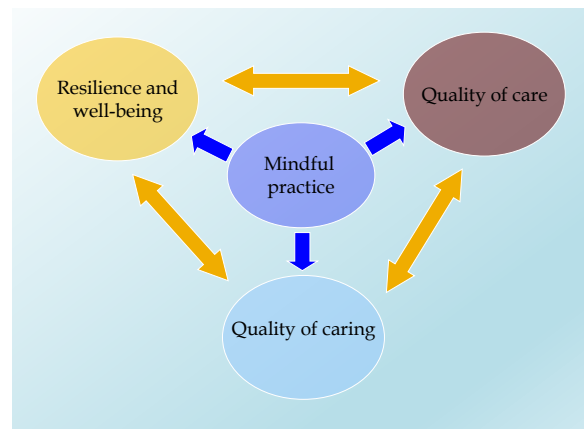 Resilience and
well-being
Quality of care
Mindful
practice
Quality of caring